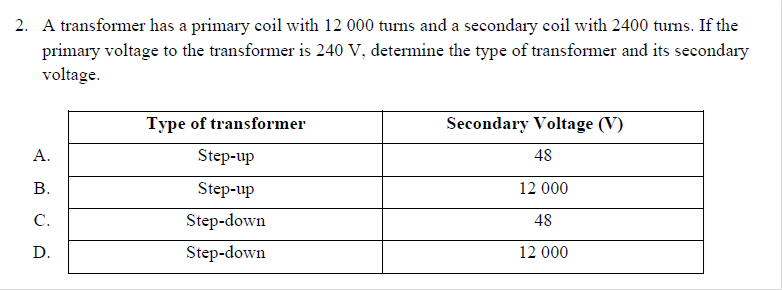 2. A transformer has a primary coil with 12 000 turns and a secondary coil with 2400 turns. If the
primary voltage to the transformer is 240 V, determine the type of transformer and its secondary
voltage.
Type of transformer Secondary Voltage (V)
A. Step-up 48
B. Step-up 12 000
C. Step-down 48
D. Step-down 12 000